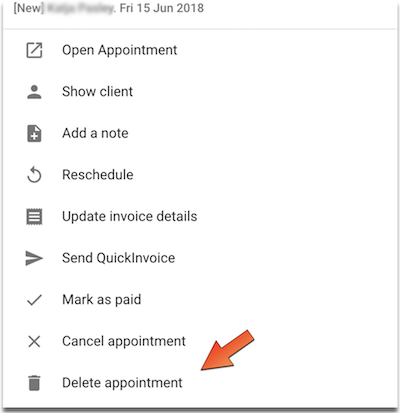 [New]. Fri 15 Jun 2018
Open Appointment
Show client
Add a note
Reschedule
Update invoice details
Send QuickInvoice
Mark as paid
Cancel appointment
Delete appointment